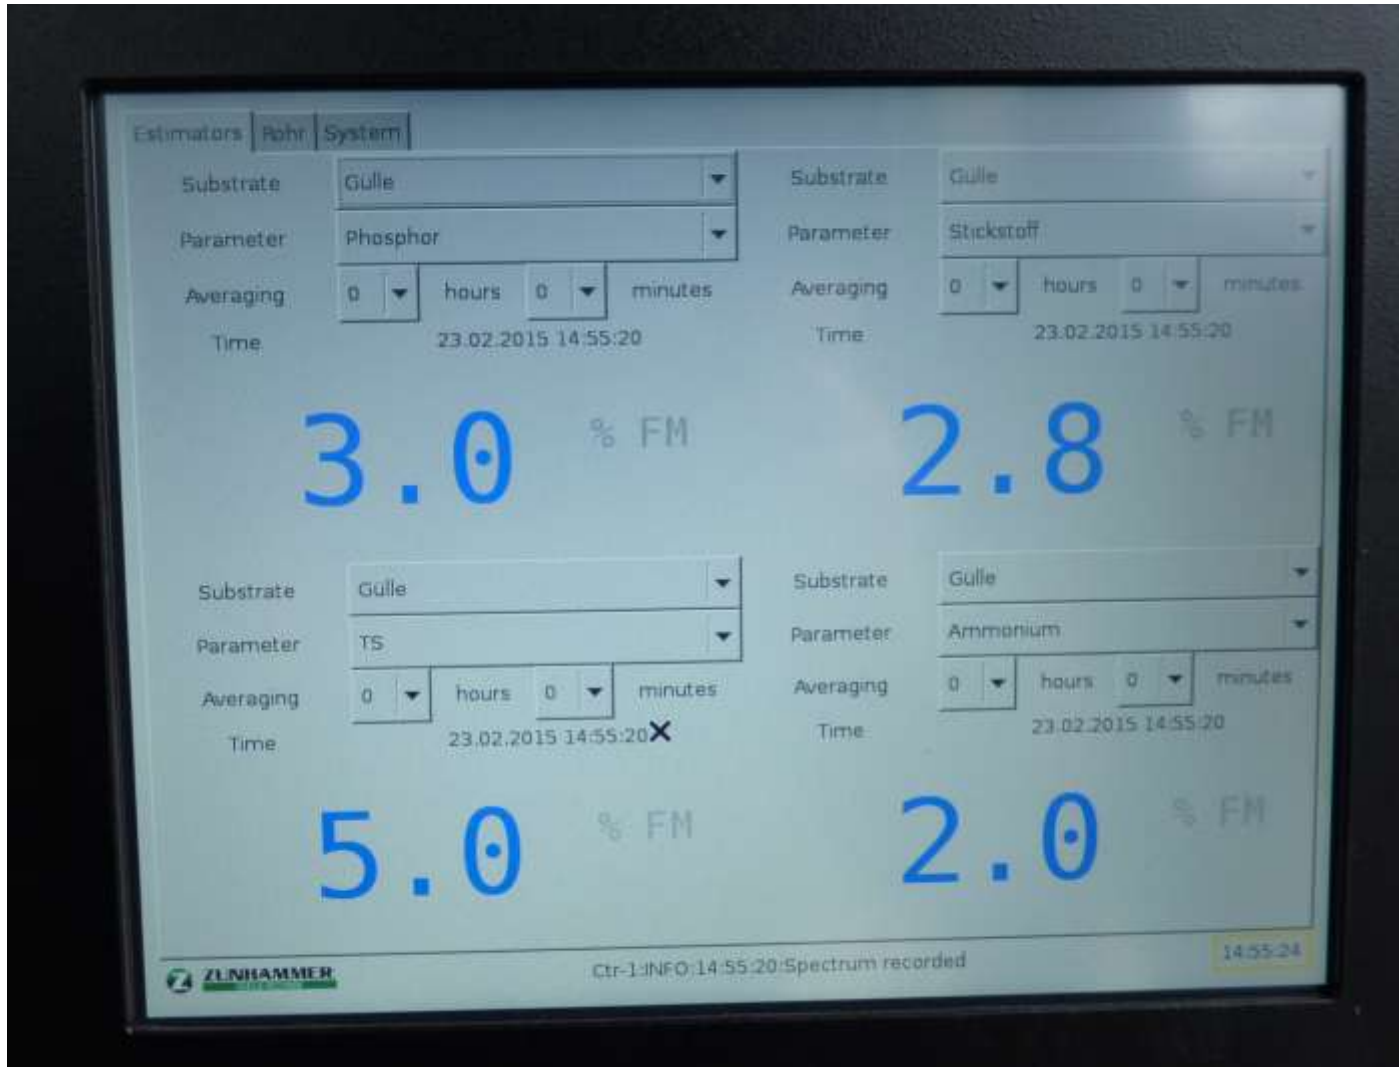 Estimators Rohr System
Substrate Gülle
Parameter Phosphor
Averaging 0 hours 0 minutes
Time 23.02.2015 14:55:20
3.0 % FM
Substrate Gülle
Parameter Stickstoff
Averaging 0 hours 0 minutes
Time 23.02.2015 14:55:20
2.8 % FM
Substrate Gülle
Parameter TS
Averaging 0 hours 0 minutes
Time 23.02.2015 14:55:20
5.0 % FM
Substrate Gülle
Parameter Ammonium
Averaging 0 hours 0 minutes
Time 23.02.2015 14:55:20
2.0 % FM
Z ZUNHAMMER
Ctr-1:INFO:14:55:20:Spectrum recorded
14:55:24